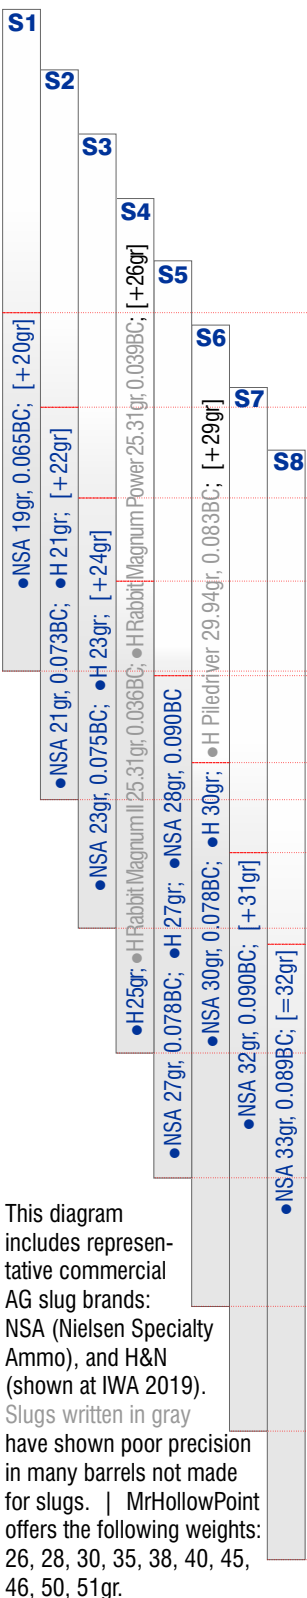 S1
●NSA 19gr, 0.065BC; [+20gr]
S2
●NSA 21gr, 0.073BC; ●H 21gr; [+22gr]
S3
●NSA 23gr, 0.075BC; ●H 23gr; [+24gr]
S4
●H25gr; ●H Rabbit Magnum II 25.31gr, 0.036BC; ●H Rabbit Magnum Power 25.31gr, 0.039BC; [+26gr]
S5
●NSA 27gr, 0.078BC; ●H 27gr; ●NSA 28gr, 0.090BC
S6
●NSA 30gr, 0.078BC; ●H 30gr; ●H Piledriver 29.94gr, 0.083BC; [+29gr]
S7
●NSA 32gr, 0.090BC; [+31gr]
S8
●NSA 33gr, 0.089BC; [=32gr]
This diagram
includes represen-
tative commercial
AG slug brands:
NSA (Nielsen Specialty
Ammo), and H&N
(shown at IWA 2019).
Slugs written in gray
have shown poor precision
in many barrels not made
for slugs. | MrHollowPoint
offers the following weights:
26, 28, 30, 35, 38, 40, 45,
46, 50, 51gr.